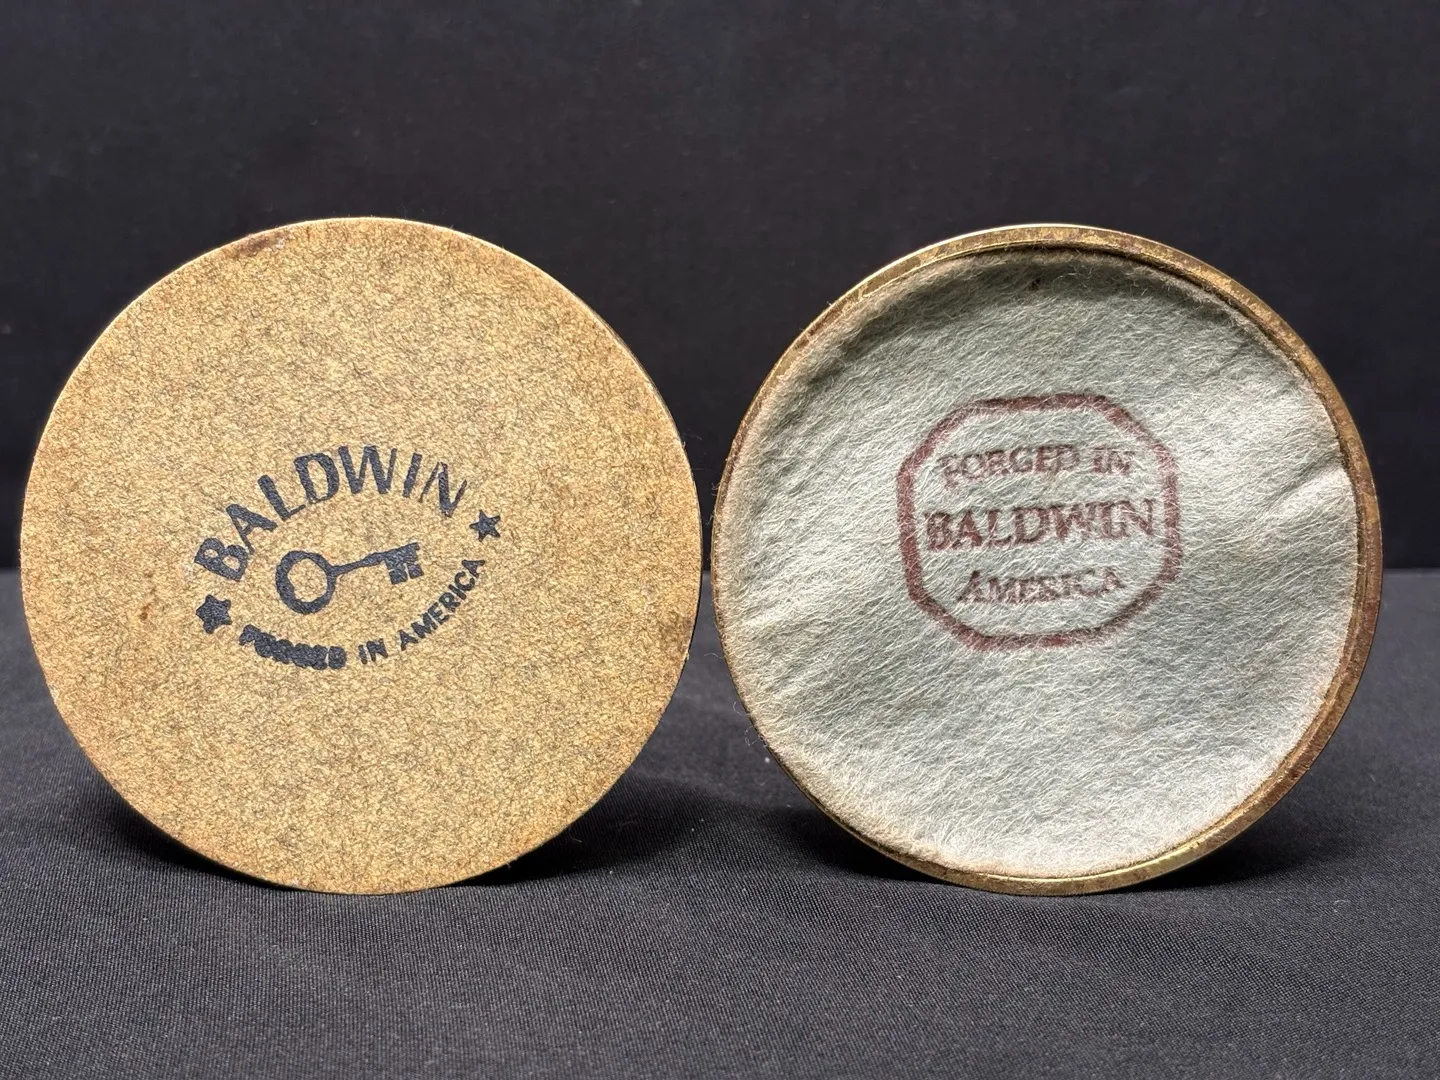 BALDWIN
FORGED IN AMERICA
FORGED IN
BALDWIN
AMERICA